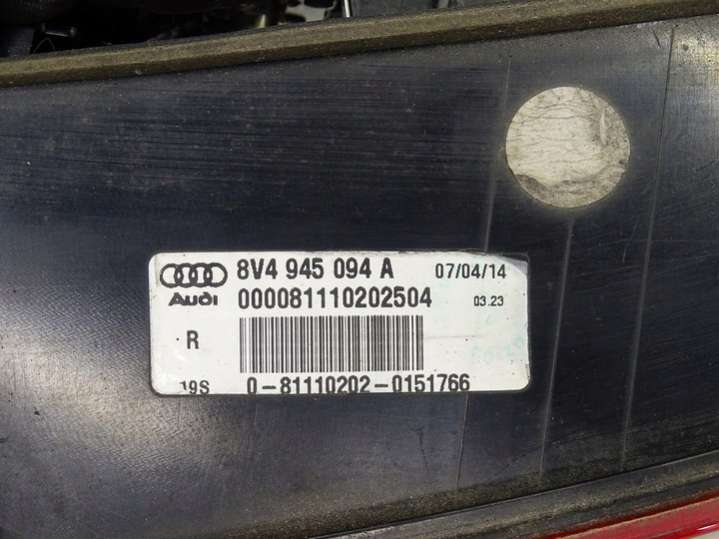 8V4 945 094 A 07/04/14
Audi 000081110202504 03.23
R
19S 0-81110202-0151766